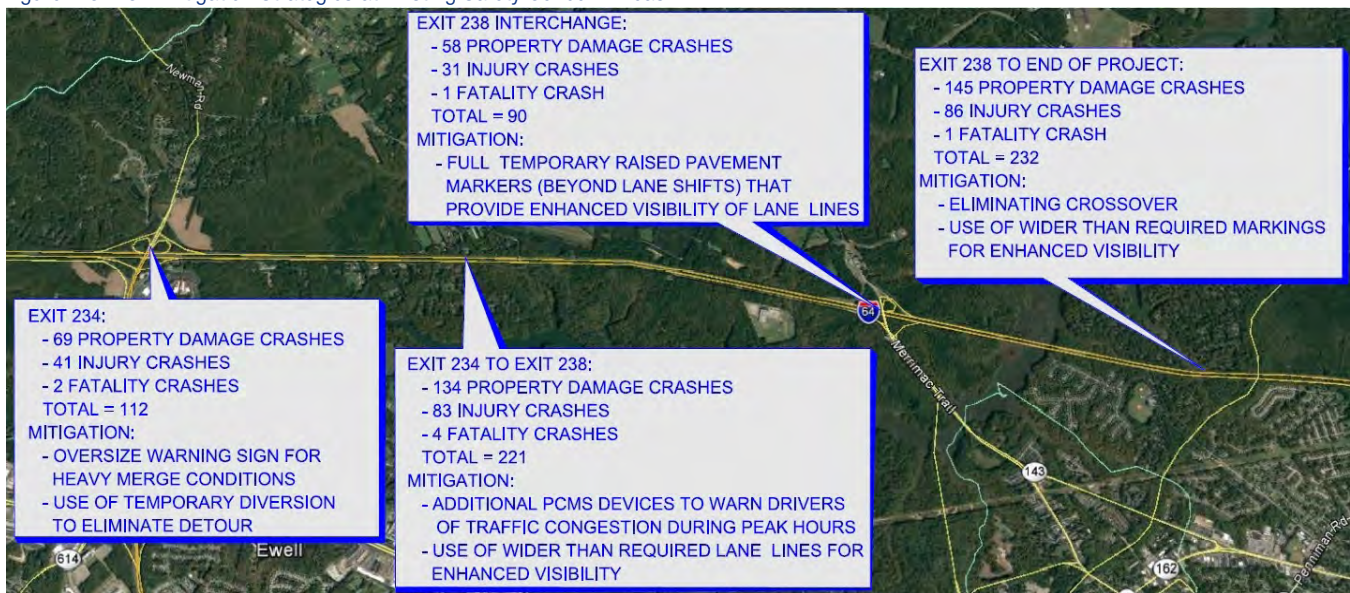 EXIT 238 INTERCHANGE:
- 58 PROPERTY DAMAGE CRASHES
- 31 INJURY CRASHES
- 1 FATALITY CRASH
TOTAL = 90
MITIGATION:
- FULL TEMPORARY RAISED PAVEMENT
MARKERS (BEYOND LANE SHIFTS) THAT
PROVIDE ENHANCED VISIBILITY OF LANE LINES
EXIT 238 TO END OF PROJECT:
- 145 PROPERTY DAMAGE CRASHES
- 86 INJURY CRASHES
- 1 FATALITY CRASH
TOTAL = 232
MITIGATION:
- ELIMINATING CROSSOVER
- USE OF WIDER THAN REQUIRED MARKINGS
FOR ENHANCED VISIBILITY
Newman Rd
EXIT 234:
- 69 PROPERTY DAMAGE CRASHES
- 41 INJURY CRASHES
- 2 FATALITY CRASHES
TOTAL = 112
MITIGATION:
- OVERSIZE WARNING SIGN FOR
HEAVY MERGE CONDITIONS
- USE OF TEMPORARY DIVERSION
TO ELIMINATE DETOUR
EXIT 234 TO EXIT 238:
- 134 PROPERTY DAMAGE CRASHES
- 83 INJURY CRASHES
- 4 FATALITY CRASHES
TOTAL = 221
MITIGATION:
- ADDITIONAL PCMS DEVICES TO WARN DRIVERS
OF TRAFFIC CONGESTION DURING PEAK HOURS
- USE OF WIDER THAN REQUIRED LANE LINES FOR
ENHANCED VISIBILITY
64
Merrimac Trail
143
162
Penniman Rd
614
Ewell